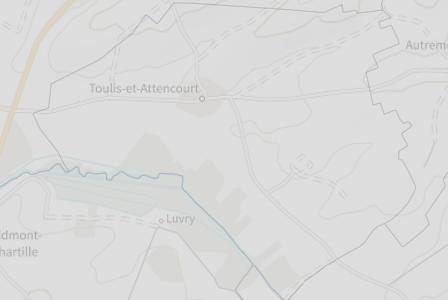 Autrem
Toulis-et-Attencourt
Luvry
dmont-
hartille